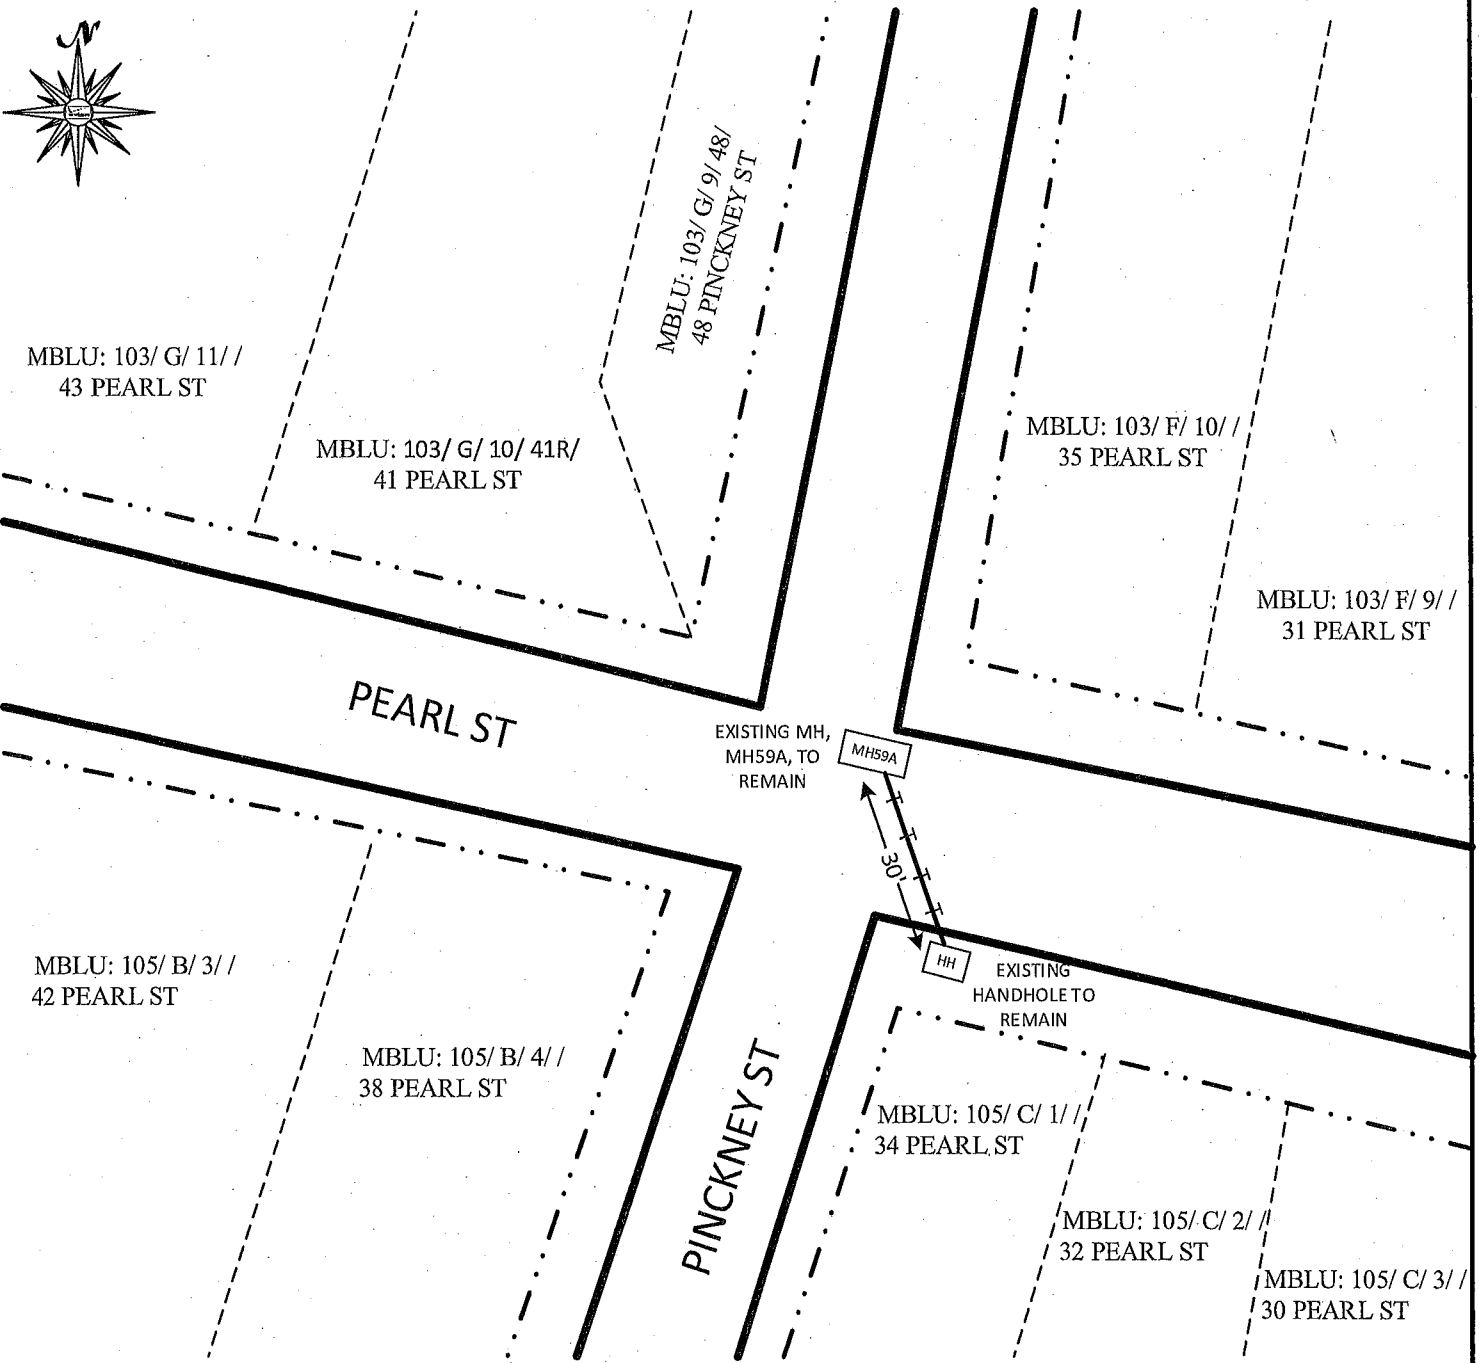 N
MBLU: 103/ G/ 9/ 48/
48 PINCKNEY ST
MBLU: 103/ G/ 11/ /
43 PEARL ST
MBLU: 103/ G/ 10/ 41R/
41 PEARL ST
MBLU: 103/ F/ 10/ /
35 PEARL ST
MBLU: 103/ F/ 9/ /
31 PEARL ST
PEARL ST
EXISTING MH,
MH59A, TO
REMAIN
MH59A
T
T
T
T
30'
HH
EXISTING
HANDHOLE TO
REMAIN
MBLU: 105/ B/ 3/ /
42 PEARL ST
MBLU: 105/ B/ 4/ /
38 PEARL ST
PINCKNEY ST
MBLU: 105/ C/ 1/ /
34 PEARL ST
MBLU: 105/ C/ 2/ /
32 PEARL ST
MBLU: 105/ C/ 3/ /
30 PEARL ST